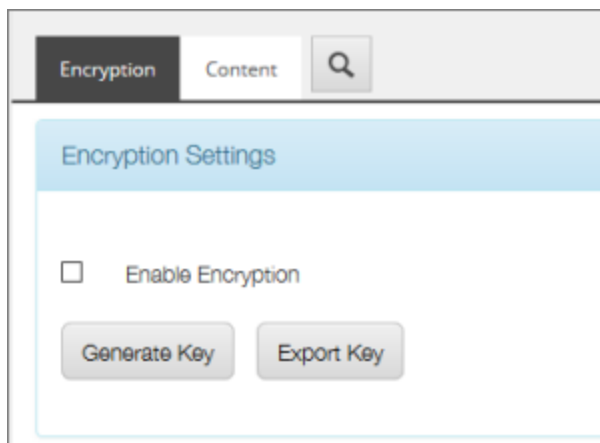 Encryption Content
Encryption Settings
Enable Encryption
Generate Key Export Key